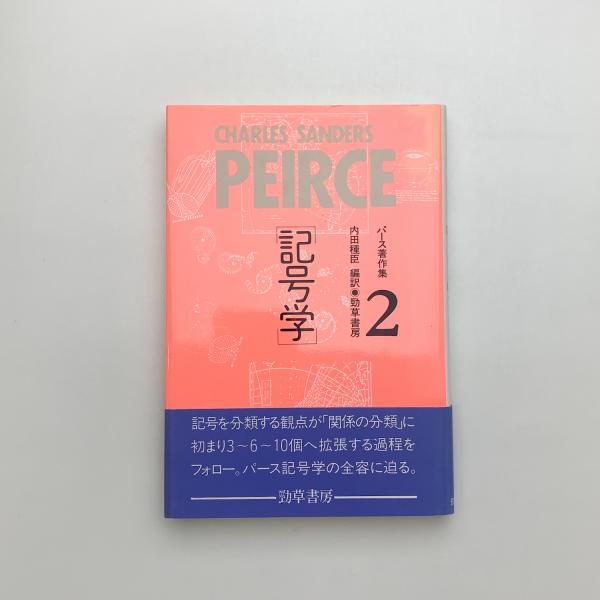 CHARLES SANDERS
PEIRCE
パース著作集
2
内田種臣 編訳◉勁草書房
[記号学]
記号を分類する観点が「関係の分類」に
初まり3〜6〜10個へ拡張する過程を
フォロー。パース記号学の全容に迫る。
勁草書房